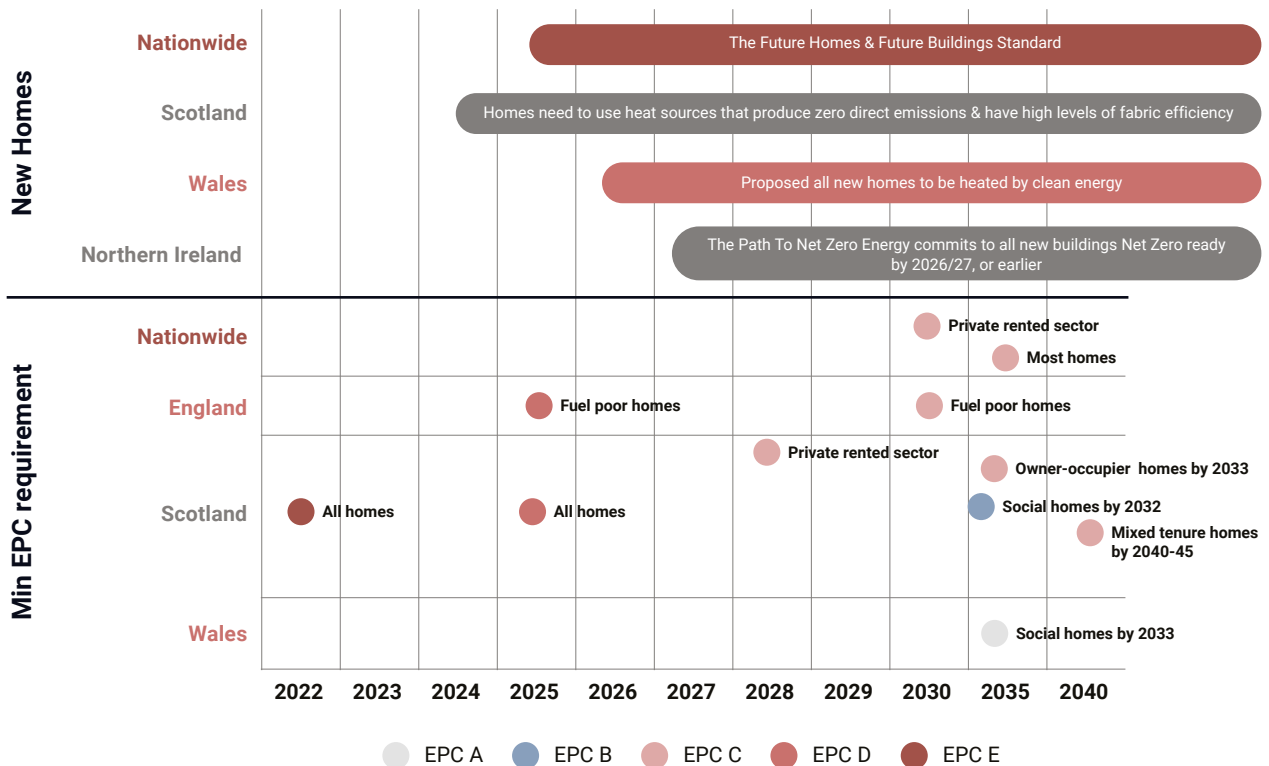 New Homes
Nationwide
The Future Homes & Future Buildings Standard
Scotland
Homes need to use heat sources that produce zero direct emissions & have high levels of fabric efficiency
Wales
Proposed all new homes to be heated by clean energy
Northern Ireland
The Path To Net Zero Energy commits to all new buildings Net Zero ready
by 2026/27, or earlier
Min EPC requirement
Nationwide
Private rented sector
Most homes
England
Fuel poor homes
Fuel poor homes
Scotland
Private rented sector
Owner-occupier homes by 2033
All homes
All homes
Social homes by 2032
Mixed tenure homes
by 2040-45
Wales
Social homes by 2033
2022 2023 2024 2025 2026 2027 2028 2029 2030 2035 2040
EPC A EPC B EPC C EPC D EPC E